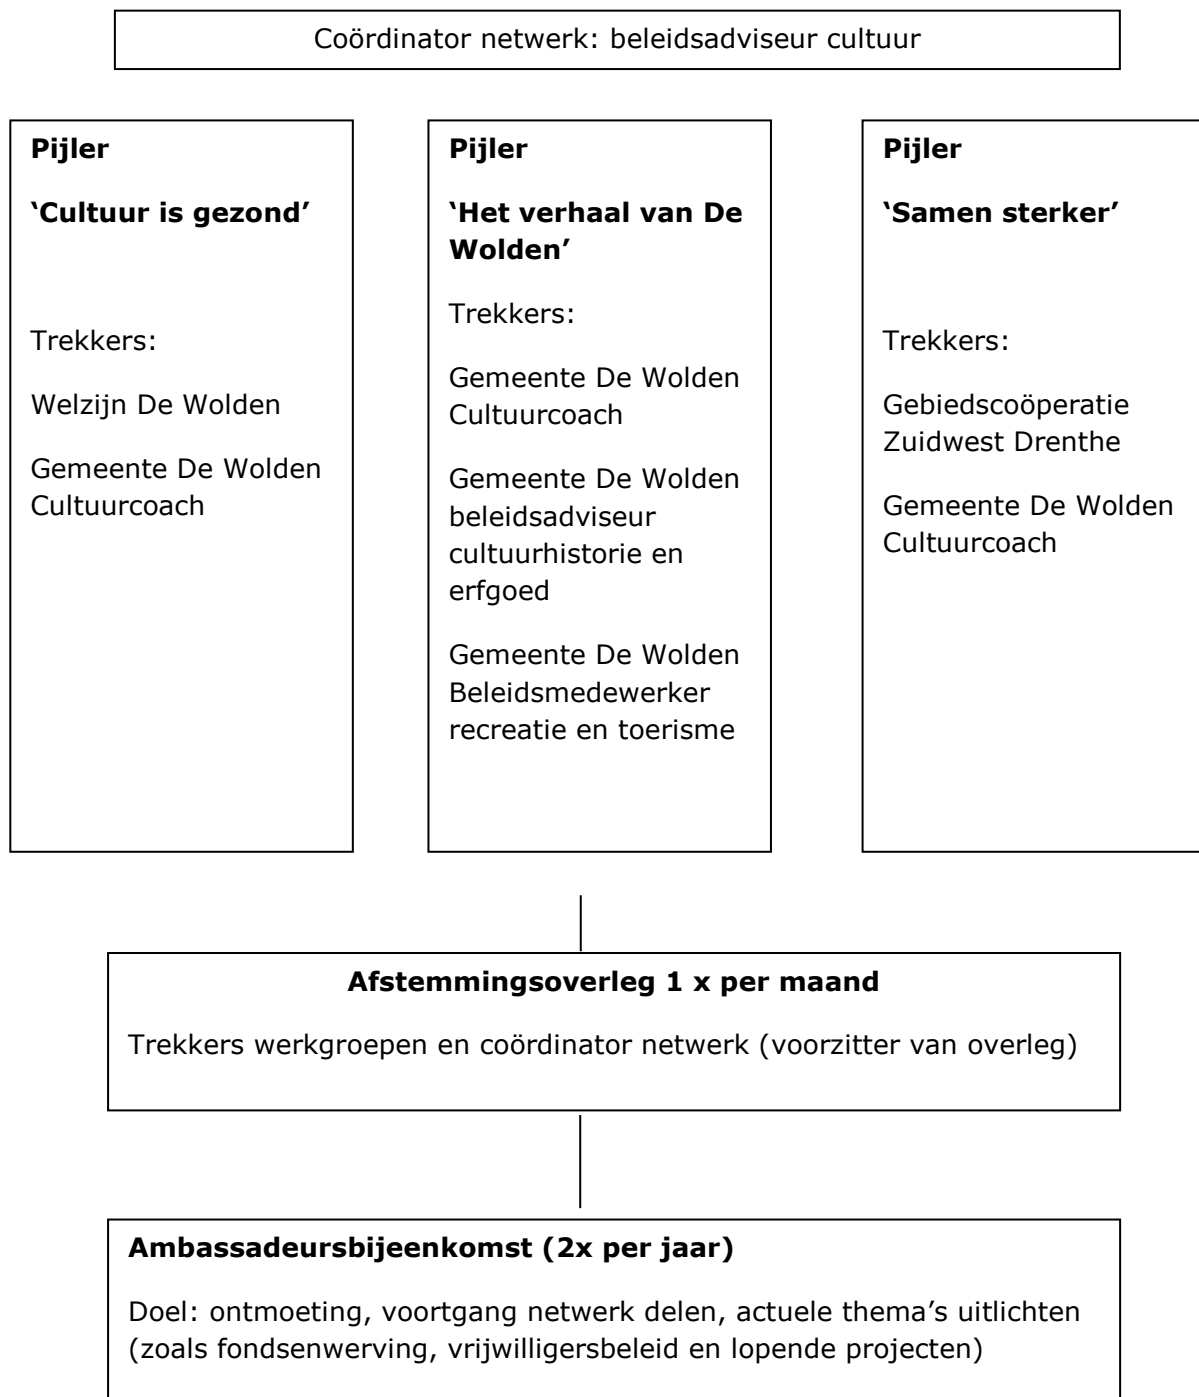 Coördinator netwerk: beleidsadviseur cultuur
Pijler
‘Cultuur is gezond’
Trekkers:
Welzijn De Wolden
Gemeente De Wolden
Cultuurcoach
Pijler
‘Het verhaal van De
Wolden’
Trekkers:
Gemeente De Wolden
Cultuurcoach
Gemeente De Wolden
beleidsadviseur
cultuurhistorie en
erfgoed
Gemeente De Wolden
Beleidsmedewerker
recreatie en toerisme
Pijler
‘Samen sterker’
Trekkers:
Gebiedscoöperatie
Zuidwest Drenthe
Gemeente De Wolden
Cultuurcoach
Afstemmingsoverleg 1 x per maand
Trekkers werkgroepen en coördinator netwerk (voorzitter van overleg)
Ambassadeursbijeenkomst (2x per jaar)
Doel: ontmoeting, voortgang netwerk delen, actuele thema’s uitlichten
(zoals fondsenwerving, vrijwilligersbeleid en lopende projecten)